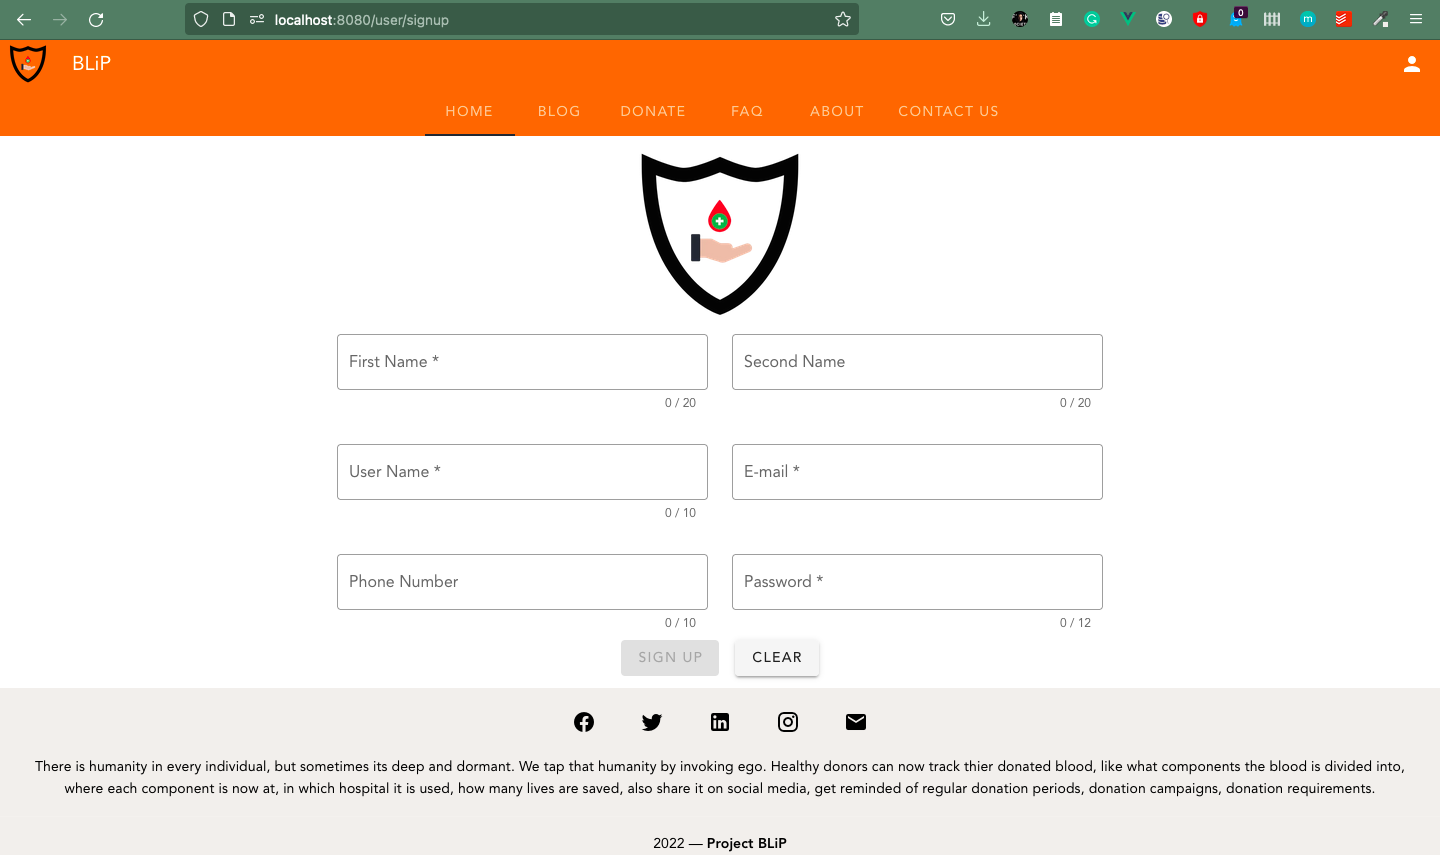 localhost:8080/user/signup
0
BLiP
HOME BLOG DONATE FAQ ABOUT CONTACT US
First Name * Second Name
0 / 20 0 / 20
User Name * E-mail *
0 / 10
Phone Number Password *
0 / 10 0 / 12
SIGN UP CLEAR
There is humanity in every individual, but sometimes its deep and dormant. We tap that humanity by invoking ego. Healthy donors can now track thier donated blood, like what components the blood is divided into,
where each component is now at, in which hospital it is used, how many lives are saved, also share it on social media, get reminded of regular donation periods, donation campaigns, donation requirements.
2022 — Project BLiP